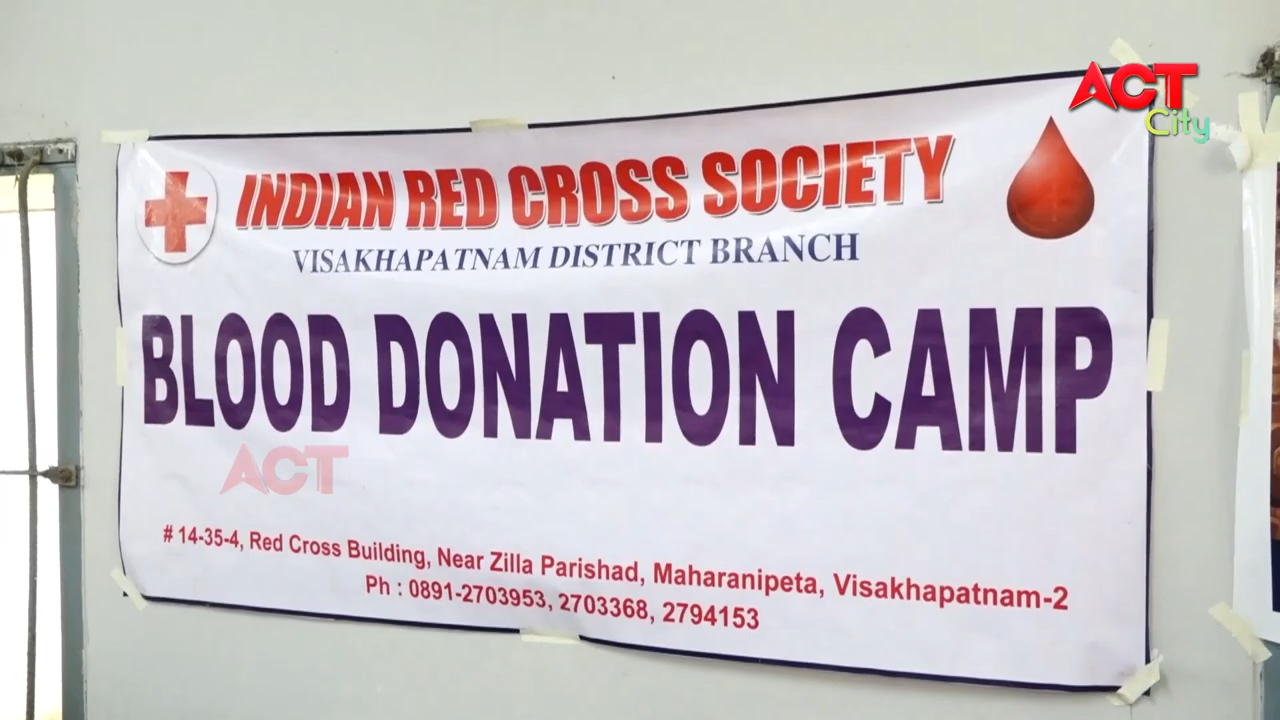 ACT
City
INDIAN RED CROSS SOCIETY
VISAKHAPATNAM DISTRICT BRANCH
BLOOD DONATION CAMP
ACT
# 14-35-4, Red Cross Building, Near Zilla Parishad, Maharanipeta, Visakhapatnam-2
Ph : 0891-2703953, 2703368, 2794153